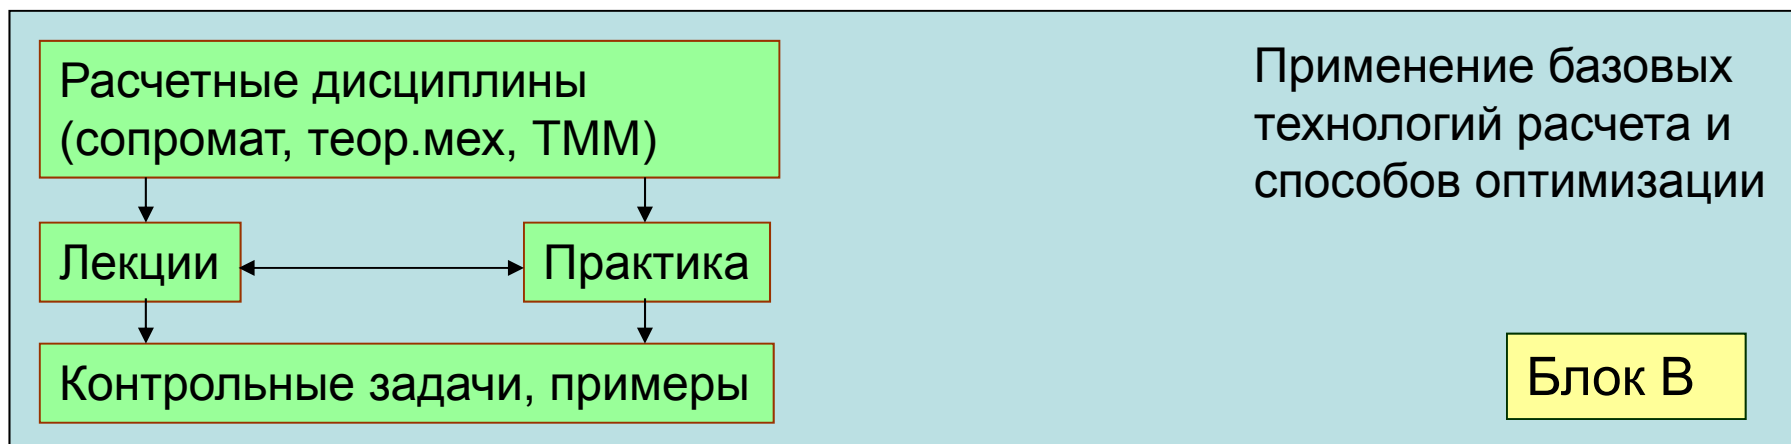 Расчетные дисциплины
(сопромат, теор.мех, ТММ)
Применение базовых
технологий расчета и
способов оптимизации
Лекции
Практика
Контрольные задачи, примеры
Блок В